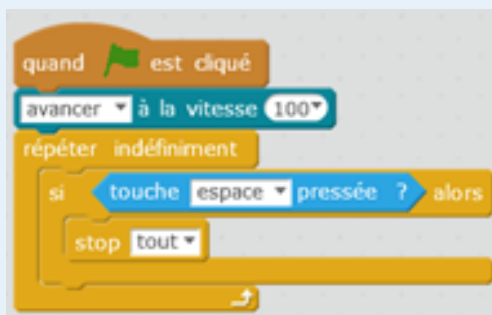 quand est cliqué
avancer à la vitesse 100
répéter indéfiniment
si touche espace pressée ? alors
stop tout